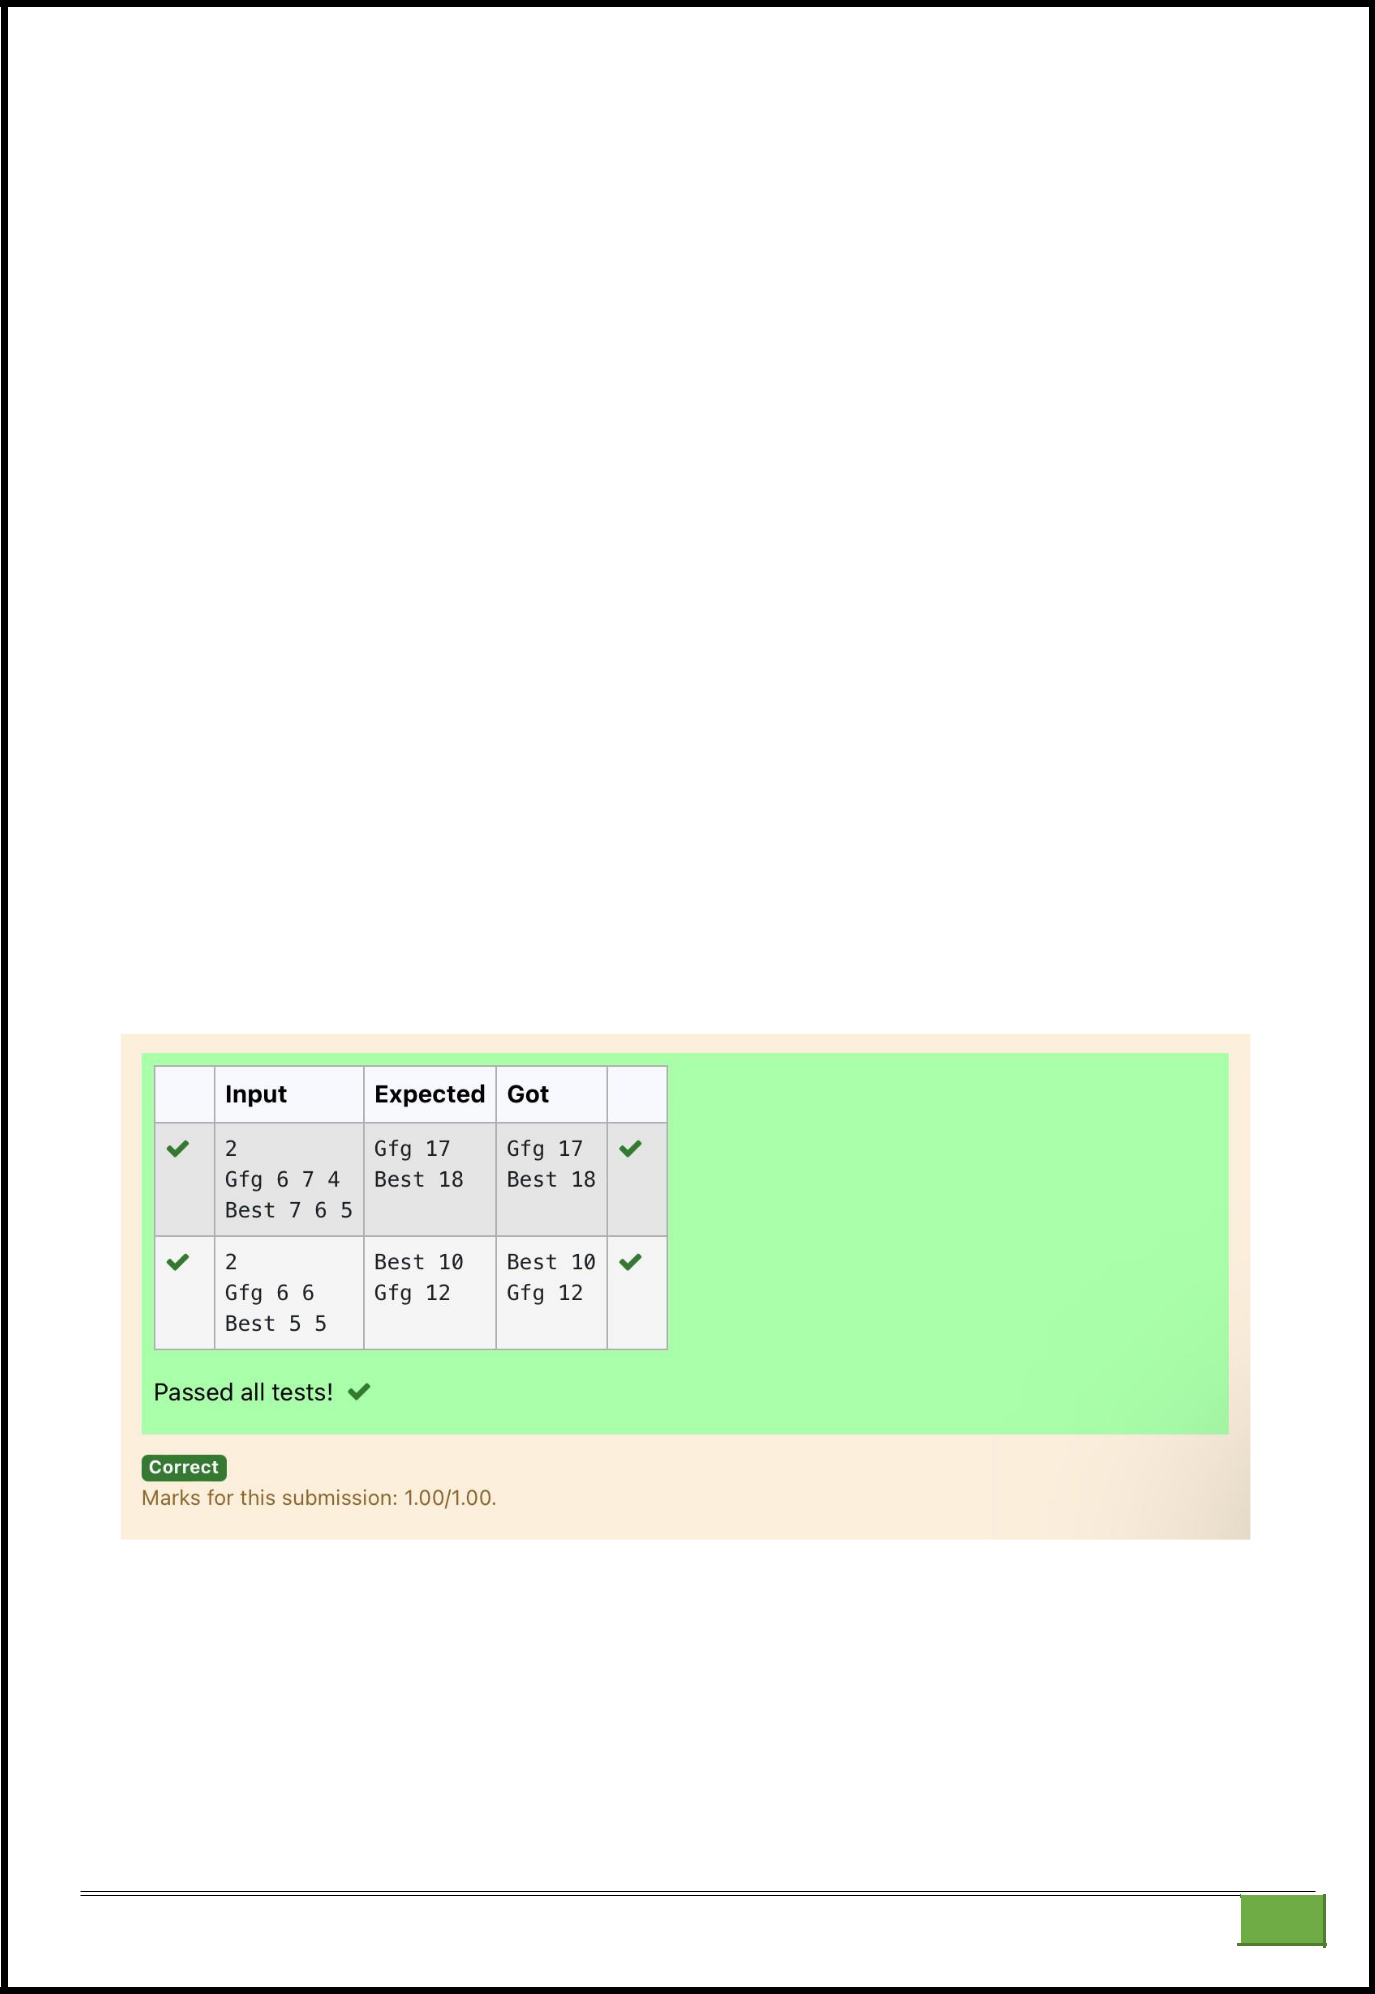 Input Expected Got
2 Gfg 17 Gfg 17
Gfg 6 7 4 Best 18 Best 18
Best 7 6 5
2 Best 10 Best 10
Gfg 6 6 Gfg 12 Gfg 12
Best 5 5
Passed all tests!
Correct
Marks for this submission: 1.00/1.00.